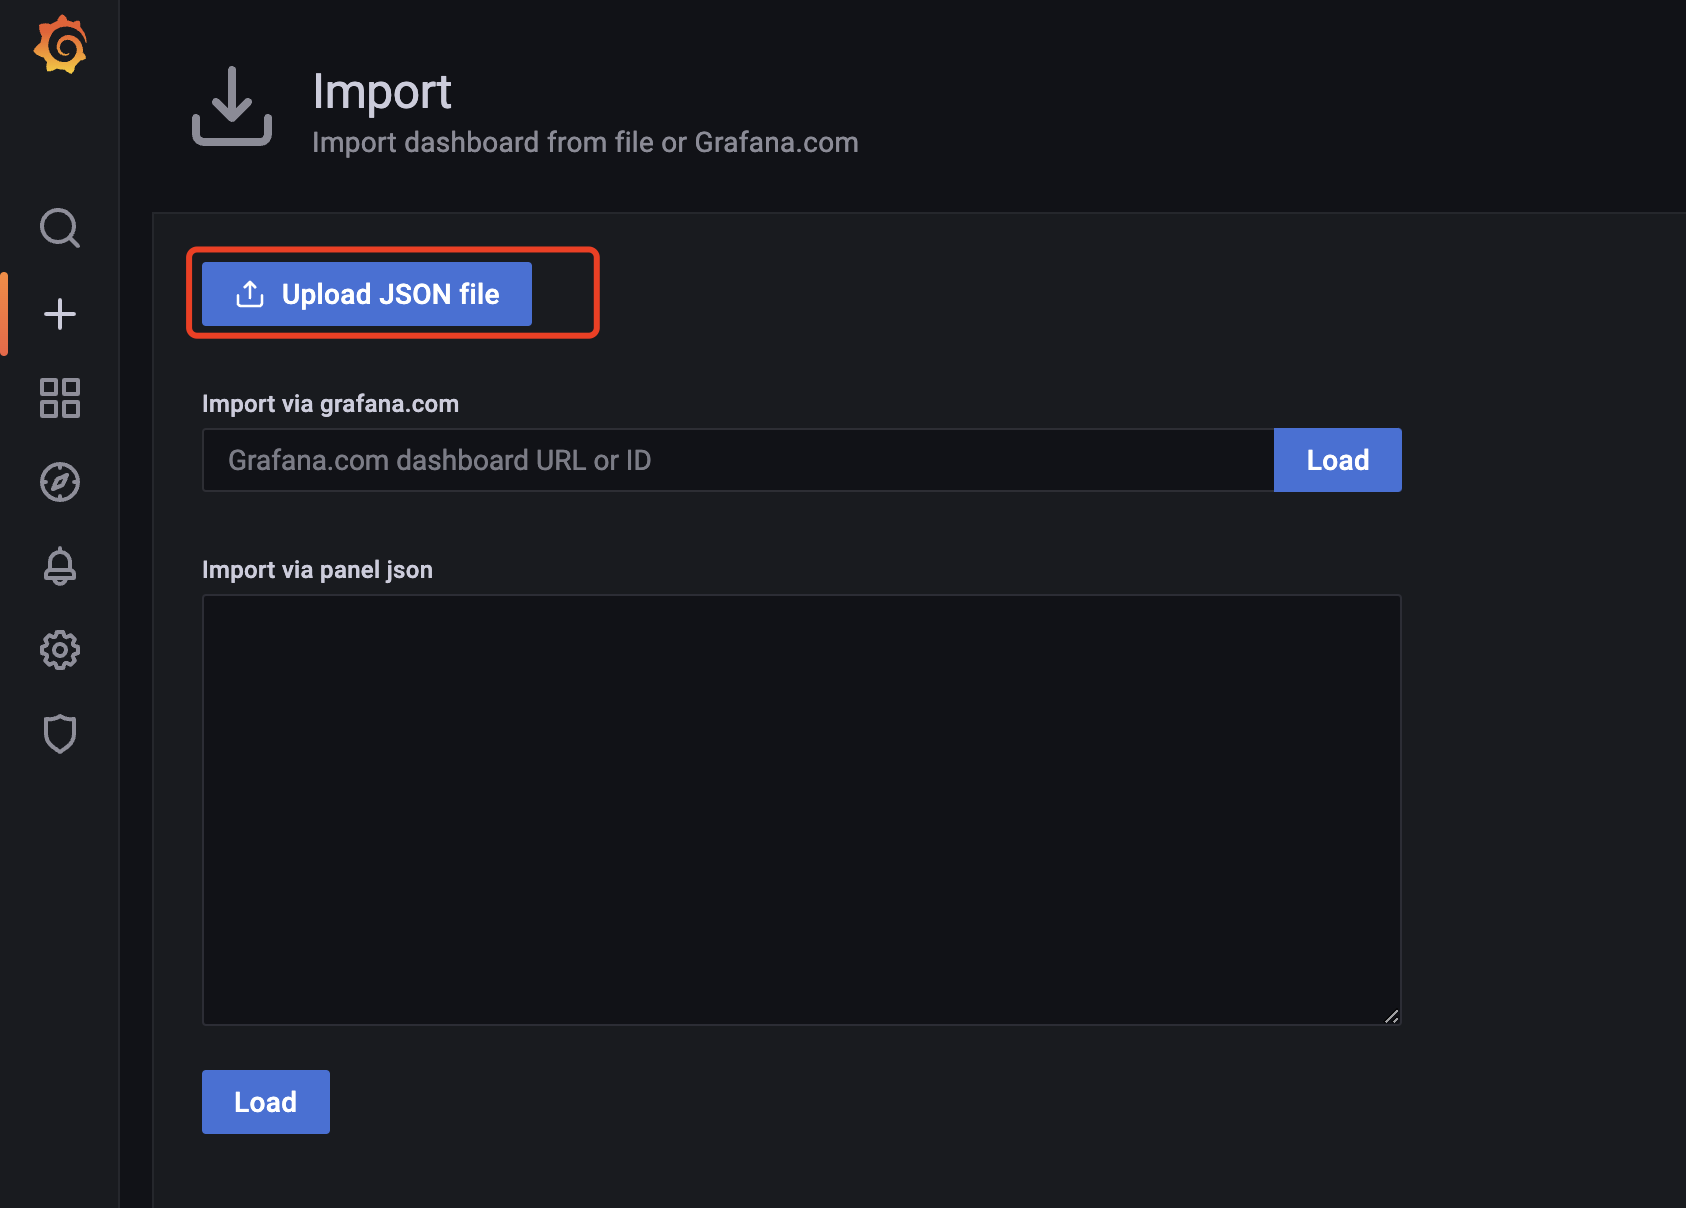 Import
Import dashboard from file or Grafana.com
Upload JSON file
Import via grafana.com
Grafana.com dashboard URL or ID
Load
Import via panel json
Load